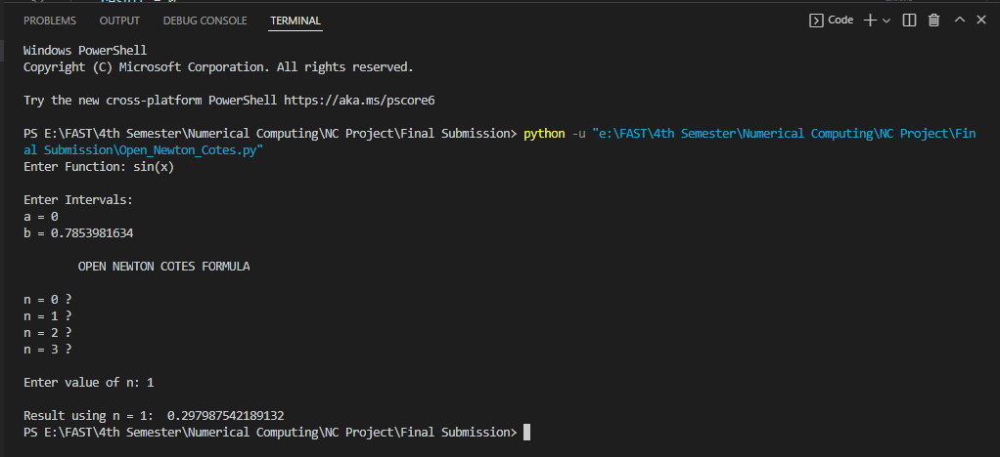 PROBLEMS OUTPUT DEBUG CONSOLE TERMINAL Code
Windows PowerShell
Copyright (C) Microsoft Corporation. All rights reserved.
Try the new cross-platform PowerShell https://aka.ms/pscore6
PS E:\FAST\4th Semester\Numerical Computing\NC Project\Final Submission> python -u "e:\FAST\4th Semester\Numerical Computing\NC Project\Fin
al Submission\Open_Newton_Cotes.py"
Enter Function: sin(x)
Enter Intervals:
a = 0
b = 0.7853981634
OPEN NEWTON COTES FORMULA
n = 0 ?
n = 1 ?
n = 2 ?
n = 3 ?
Enter value of n: 1
Result using n = 1:  0.297987542189132
PS E:\FAST\4th Semester\Numerical Computing\NC Project\Final Submission>